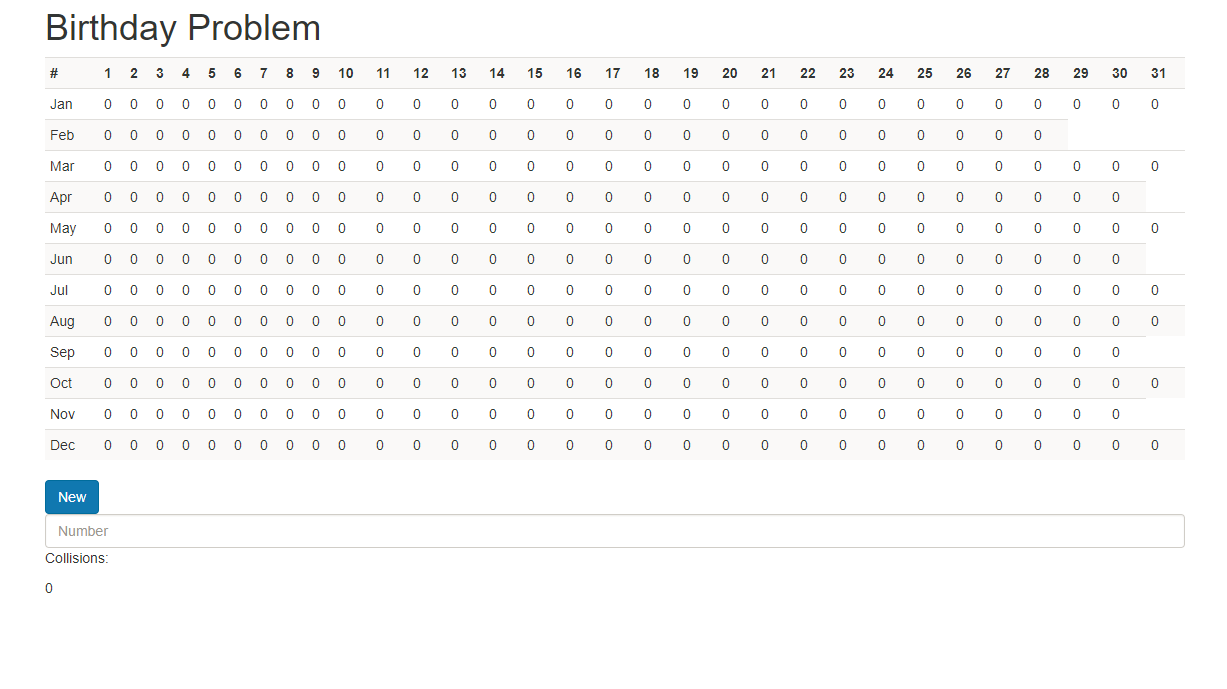 Birthday Problem
# 1 2 3 4 5 6 7 8 9 10 11 12 13 14 15 16 17 18 19 20 21 22 23 24 25 26 27 28 29 30 31
Jan 0 0 0 0 0 0 0 0 0 0 0 0 0 0 0 0 0 0 0 0 0 0 0 0 0 0 0 0 0 0 0
Feb 0 0 0 0 0 0 0 0 0 0 0 0 0 0 0 0 0 0 0 0 0 0 0 0 0 0 0 0
Mar 0 0 0 0 0 0 0 0 0 0 0 0 0 0 0 0 0 0 0 0 0 0 0 0 0 0 0 0 0 0 0
Apr 0 0 0 0 0 0 0 0 0 0 0 0 0 0 0 0 0 0 0 0 0 0 0 0 0 0 0 0 0 0
May 0 0 0 0 0 0 0 0 0 0 0 0 0 0 0 0 0 0 0 0 0 0 0 0 0 0 0 0 0 0 0
Jun 0 0 0 0 0 0 0 0 0 0 0 0 0 0 0 0 0 0 0 0 0 0 0 0 0 0 0 0 0 0
Jul 0 0 0 0 0 0 0 0 0 0 0 0 0 0 0 0 0 0 0 0 0 0 0 0 0 0 0 0 0 0 0
Aug 0 0 0 0 0 0 0 0 0 0 0 0 0 0 0 0 0 0 0 0 0 0 0 0 0 0 0 0 0 0 0
Sep 0 0 0 0 0 0 0 0 0 0 0 0 0 0 0 0 0 0 0 0 0 0 0 0 0 0 0 0 0 0
Oct 0 0 0 0 0 0 0 0 0 0 0 0 0 0 0 0 0 0 0 0 0 0 0 0 0 0 0 0 0 0 0
Nov 0 0 0 0 0 0 0 0 0 0 0 0 0 0 0 0 0 0 0 0 0 0 0 0 0 0 0 0 0 0
Dec 0 0 0 0 0 0 0 0 0 0 0 0 0 0 0 0 0 0 0 0 0 0 0 0 0 0 0 0 0 0 0
New
Number
Collisions:
0